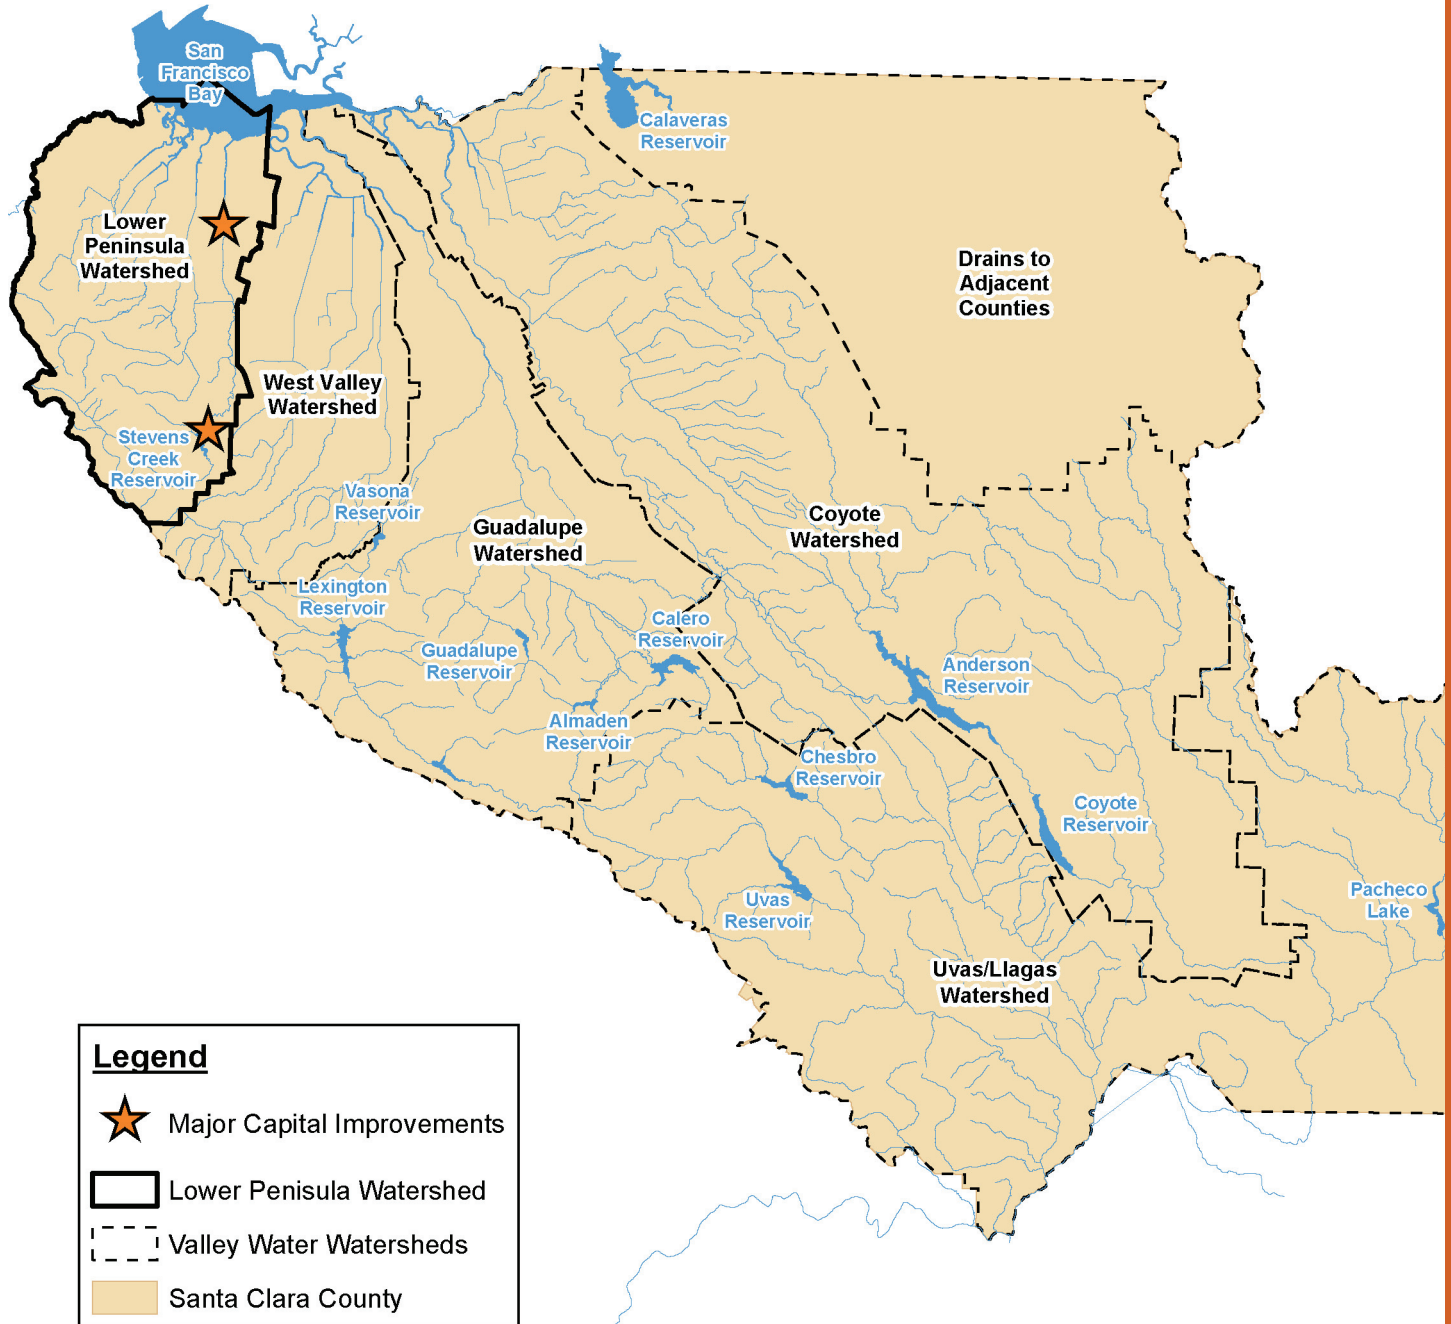 San
Francisco
Bay
Calaveras
Reservoir
Lower
Peninsula
Watershed
Drains to
Adjacent
Counties
West Valley
Watershed
Stevens
Creek
Reservoir
Vasona
Reservoir
Guadalupe
Watershed
Coyote
Watershed
Lexington
Reservoir
Calero
Reservoir
Guadalupe
Reservoir
Anderson
Reservoir
Almaden
Reservoir
Chesbro
Reservoir
Coyote
Reservoir
Uvas
Reservoir
Pacheco
Lake
Uvas/Llagas
Watershed
Legend
Major Capital Improvements
Lower Penisula Watershed
Valley Water Watersheds
Santa Clara County